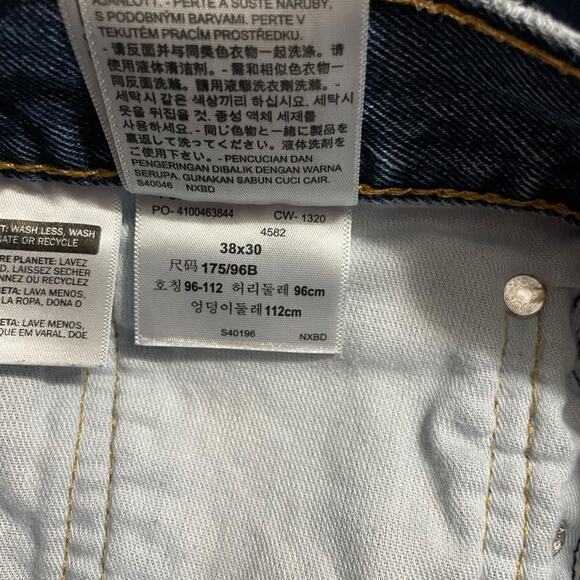 AJÁNLOTT. - PERTE A SUŠTE NARUBY,
S PODOBNÝMI BARVAMI. PERTE V
TEKUTÉM PRACÍM PROSTŘEDKU.
- 请反面并与同类色衣物一起洗涤。请
使用液体清洁剂。- 需和相似色衣物一
同反面洗滌。請用液態洗衣劑洗滌。-
세탁시 같은 색상끼리 하십시요. 세탁시
옷을 뒤집을 것. 중성 액체 세제를
사용하세요. - 同じ色物と一緒に製品を
裏返して洗ってください。液体洗剤をご
使用下さい。- PENCUCIAN DAN
PENGERINGAN DIBALIK DENGAN WARNA
SERUPA. GUNAKAN SABUN CUCI CAIR.
S40046 NXBD
PO- 4100463844 CW- 1320
4582
38x30
尺码 175/96B
호칭 96-112 허리둘레 96cm
엉덩이둘레 112cm
S40196 NXBD
T: WASH LESS, WASH
NATE OR RECYCLE
RE PLANETE: LAVEZ
D. LAISSEZ SECHER
NNEZ OU RECYCLEZ
ETA: LAVA MENOS,
LA ROPA, DONA O
ETA: LAVE MENOS,
QUE EM VARAL, DOE